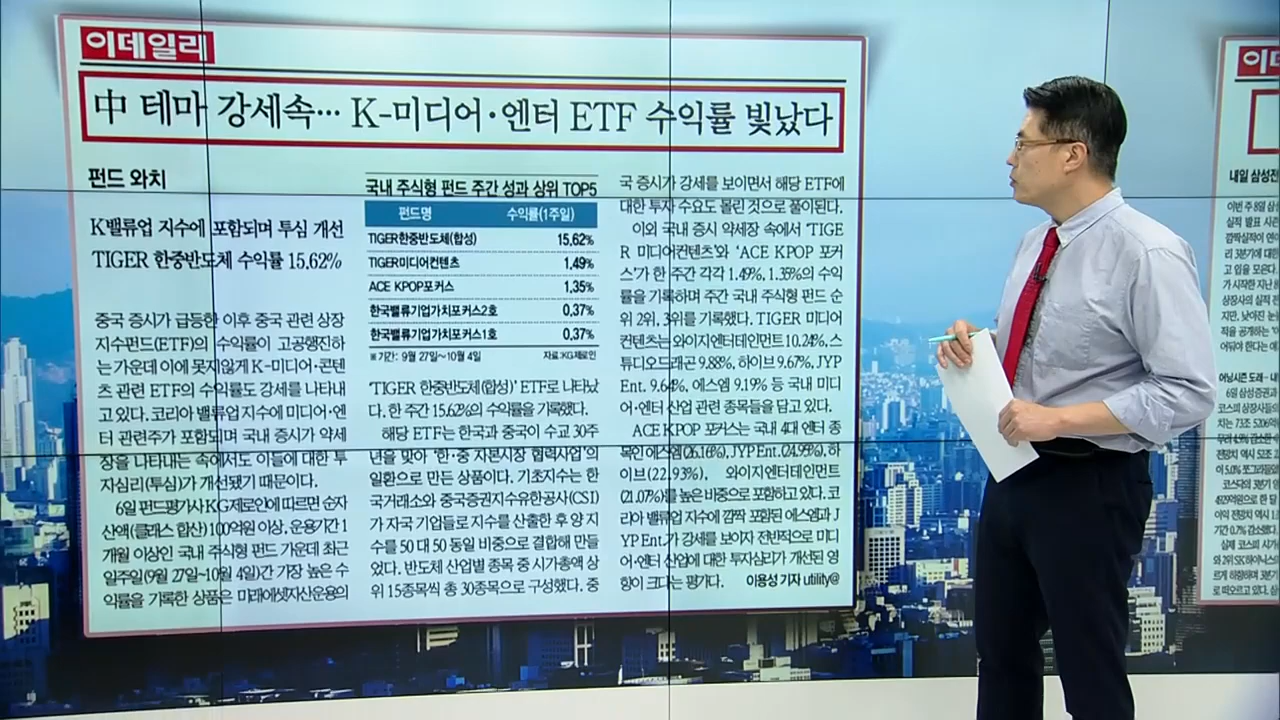 이데일리
中 테마 강세속… K-미디어·엔터 ETF 수익률 빛났다
펀드 와치
K밸류업 지수에 포함되며 투심 개선
TIGER 한중반도체 수익률 15.62%
중국 증시가 급등한 이후 중국 관련 상장
지수펀드(ETF)의 수익률이 고공행진하
는 가운데 이에 못지않게 K-미디어·콘텐
츠 관련 ETF의 수익률도 강세를 나타내
고 있다. 코리아 밸류업 지수에 미디어·엔
터 관련주가 포함되며 국내 증시가 약세
장을 나타내는 속에서도 이들에 대한 투
자심리(투심)가 개선됐기 때문이다.
6일 펀드평가사 KG제로인에 따르면 순자
산액(클래스 합산) 100억원 이상, 운용기간 1
개월 이상인 국내 주식형 펀드 가운데 최근
일주일(9월 27일~10월 4일)간 가장 높은 수
익률을 기록한 상품은 미래에셋자산운용의
국내 주식형 펀드 주간 성과 상위 TOP5
펀드명 수익률(1주일)
TIGER한중반도체(합성) 15,62%
TIGER미디어컨텐츠 1,49%
ACE KPOP포커스 1,35%
한국밸류기업가치포커스2호 0,37%
한국밸류기업가치포커스1호 0,37%
※기간: 9월 27일~10월 4일 자료:KG제로인
'TIGER 한중반도체(합성)' ETF로 나타났
다. 한 주간 15.62%의 수익률을 기록했다.
해당 ETF는 한국과 중국이 수교 30주
년을 맞아 '한·중 자본시장 협력사업'의
일환으로 만든 상품이다. 기초지수는 한
국거래소와 중국증권지수유한공사(CSI)
가 자국 기업들로 지수를 산출한 후 양 지
수를 50 대 50 동일 비중으로 결합해 만들
었다. 반도체 산업별 종목 중 시가총액 상
위 15종목씩 총 30종목으로 구성했다. 중
국 증시가 강세를 보이면서 해당 ETF에
대한 투자 수요도 몰린 것으로 풀이된다.
이외 국내 증시 약세장 속에서 'TIGE
R 미디어컨텐츠'와 'ACE KPOP 포커
스'가 한 주간 각각 1.49%, 1.35%의 수익
률을 기록하며 주간 국내 주식형 펀드 순
위 2위, 3위를 기록했다. TIGER 미디어
컨텐츠는 와이지엔터테인먼트 10.24%, 스
튜디오드래곤 9.88%, 하이브 9.67%, JYP
Ent. 9.64%, 에스엠 9.19% 등 국내 미디
어·엔터 산업 관련 종목들을 담고 있다.
ACE KPOP 포커스는 국내 4대 엔터 종
목인 에스엠(26.16%), JYP Ent.(24.95%), 하
이브(22.93%), 와이지엔터테인먼트
(21.07%)를 높은 비중으로 포함하고 있다. 코
리아 밸류업 지수에 깜짝 포함된 에스엠과 J
YP Ent.가 강세를 보이자 전반적으로 미디
어·엔터 산업에 대한 투자심리가 개선된 영
향이 크다는 평가다. 이용성 기자 utility@
이데
내일 삼성전
이번 주 8일 삼성
실적 발표 시즌